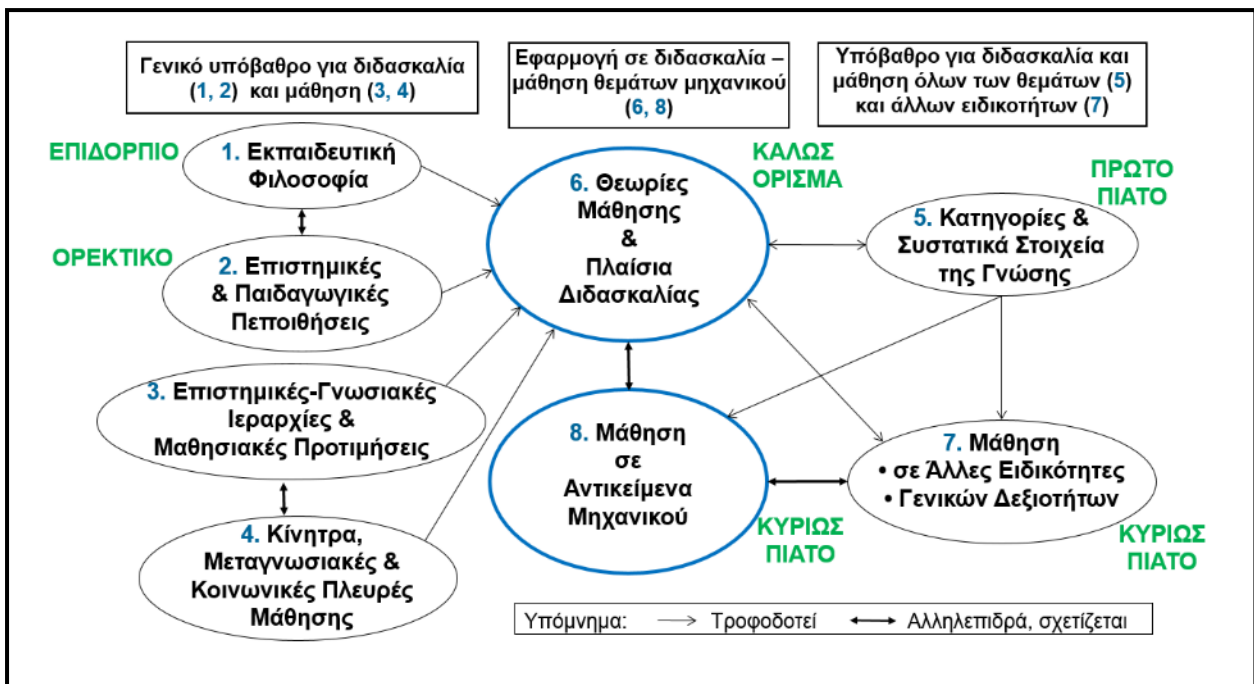 Γενικό υπόβαθρο για διδασκαλία
(1, 2) και μάθηση (3, 4)
Εφαρμογή σε διδασκαλία –
μάθηση θεμάτων μηχανικού
(6, 8)
Υπόβαθρο για διδασκαλία και
μάθηση όλων των θεμάτων (5)
και άλλων ειδικοτήτων (7)
ΕΠΙΔΟΡΠΙΟ
1. Εκπαιδευτική
Φιλοσοφία
ΟΡΕΚΤΙΚΟ
2. Επιστημικές
& Παιδαγωγικές
Πεποιθήσεις
3. Επιστημικές-Γνωσιακές
Ιεραρχίες &
Μαθησιακές Προτιμήσεις
4. Κίνητρα,
Μεταγνωσιακές &
Κοινωνικές Πλευρές
Μάθησης
ΚΑΛΩΣ
ΟΡΙΣΜΑ
6. Θεωρίες
Μάθησης
&
Πλαίσια
Διδασκαλίας
8. Μάθηση
σε
Αντικείμενα
Μηχανικού
ΚΥΡΙΩΣ
ΠΙΑΤΟ
ΠΡΩΤΟ
ΠΙΑΤΟ
5. Κατηγορίες &
Συστατικά Στοιχεία
της Γνώσης
7. Μάθηση
• σε Άλλες Ειδικότητες
• Γενικών Δεξιοτήτων
ΚΥΡΙΩΣ
ΠΙΑΤΟ
Υπόμνημα: Τροφοδοτεί Αλληλεπιδρά, σχετίζεται